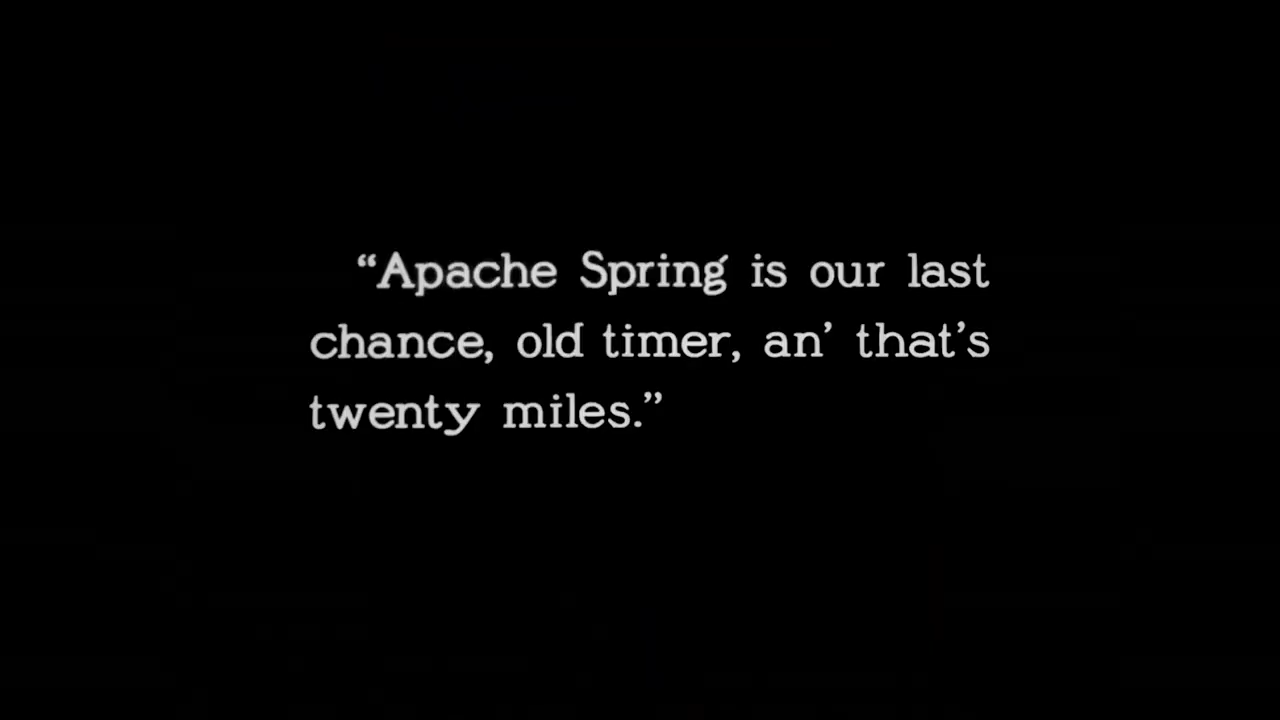 “Apache Spring is our last
chance, old timer, an’ that’s
twenty miles.”